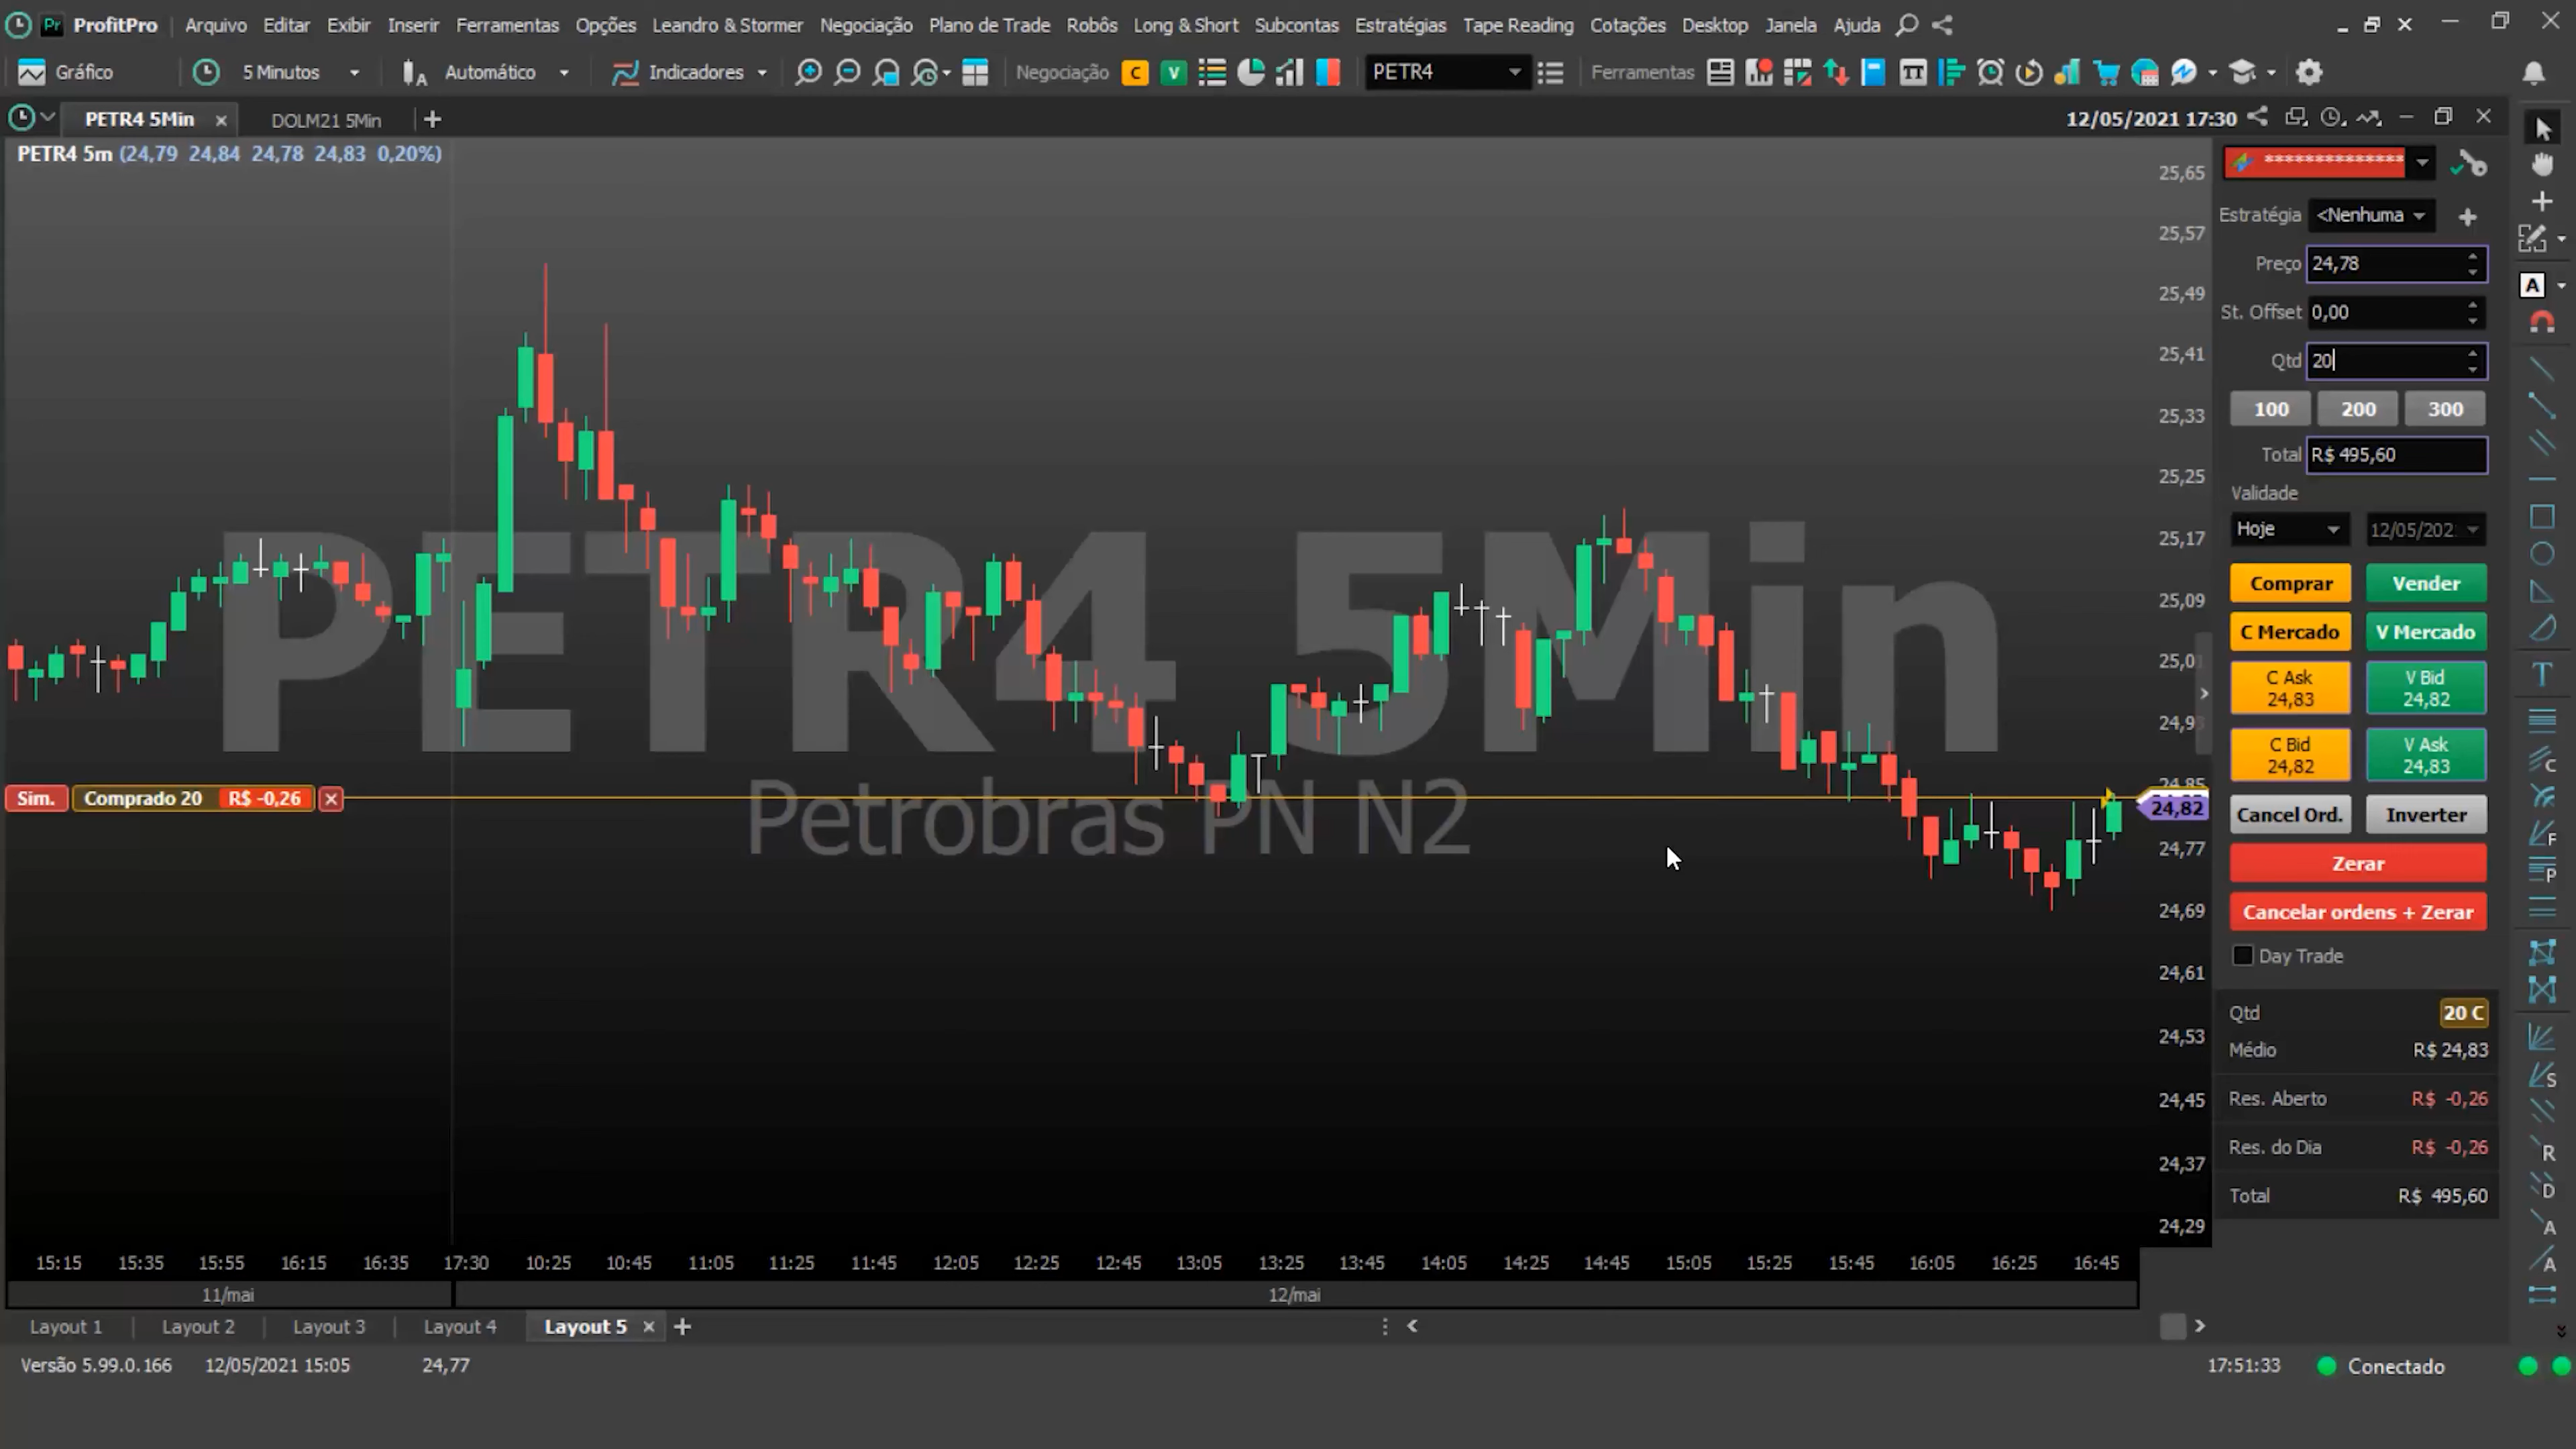 ProfitPro Arquivo Editar Exibir Inserir Ferramentas Opções Leandro & Stormer Negociação Plano de Trade Robôs Long & Short Subcontas Estratégias Tape Reading Cotações Desktop Janela Ajuda
Gráfico 5 Minutos Automático Indicadores Negociação C V PETR4 Ferramentas
PETR4 5Min DOLM21 5Min 12/05/2021 17:30
PETR4 5m (24,79 24,84 24,78 24,83 0,20%)
PETR4 5Min
Petrobras PN N2
Sim. Comprado 20 R$ -0,26
25,65
25,57
25,49
25,41
25,33
25,25
25,17
25,09
24,82
24,77
24,69
24,61
24,53
24,45
24,37
24,29
**************
Estratégia <Nenhuma
Preço 24,78
St. Offset 0,00
Qtd 20
100 200 300
Total R$ 495,60
Validade
Hoje 12/05/202
Comprar Vender
C Mercado V Mercado
C Ask 24,83 V Bid 24,82
C Bid 24,82 V Ask 24,83
Cancel Ord. Inverter
Zerar
Cancelar ordens + Zerar
Day Trade
Qtd 20 C
Médio R$ 24,83
Res. Aberto R$ -0,26
Res. do Dia R$ -0,26
Total R$ 495,60
15:15 15:35 15:55 16:15 16:35 17:30 10:25 10:45 11:05 11:25 11:45 12:05 12:25 12:45 13:05 13:25 13:45 14:05 14:25 14:45 15:05 15:25 15:45 16:05 16:25 16:45
11/mai 12/mai
Layout 1 Layout 2 Layout 3 Layout 4 Layout 5
Versão 5.99.0.166 12/05/2021 15:05 24,77 17:51:33 Conectado